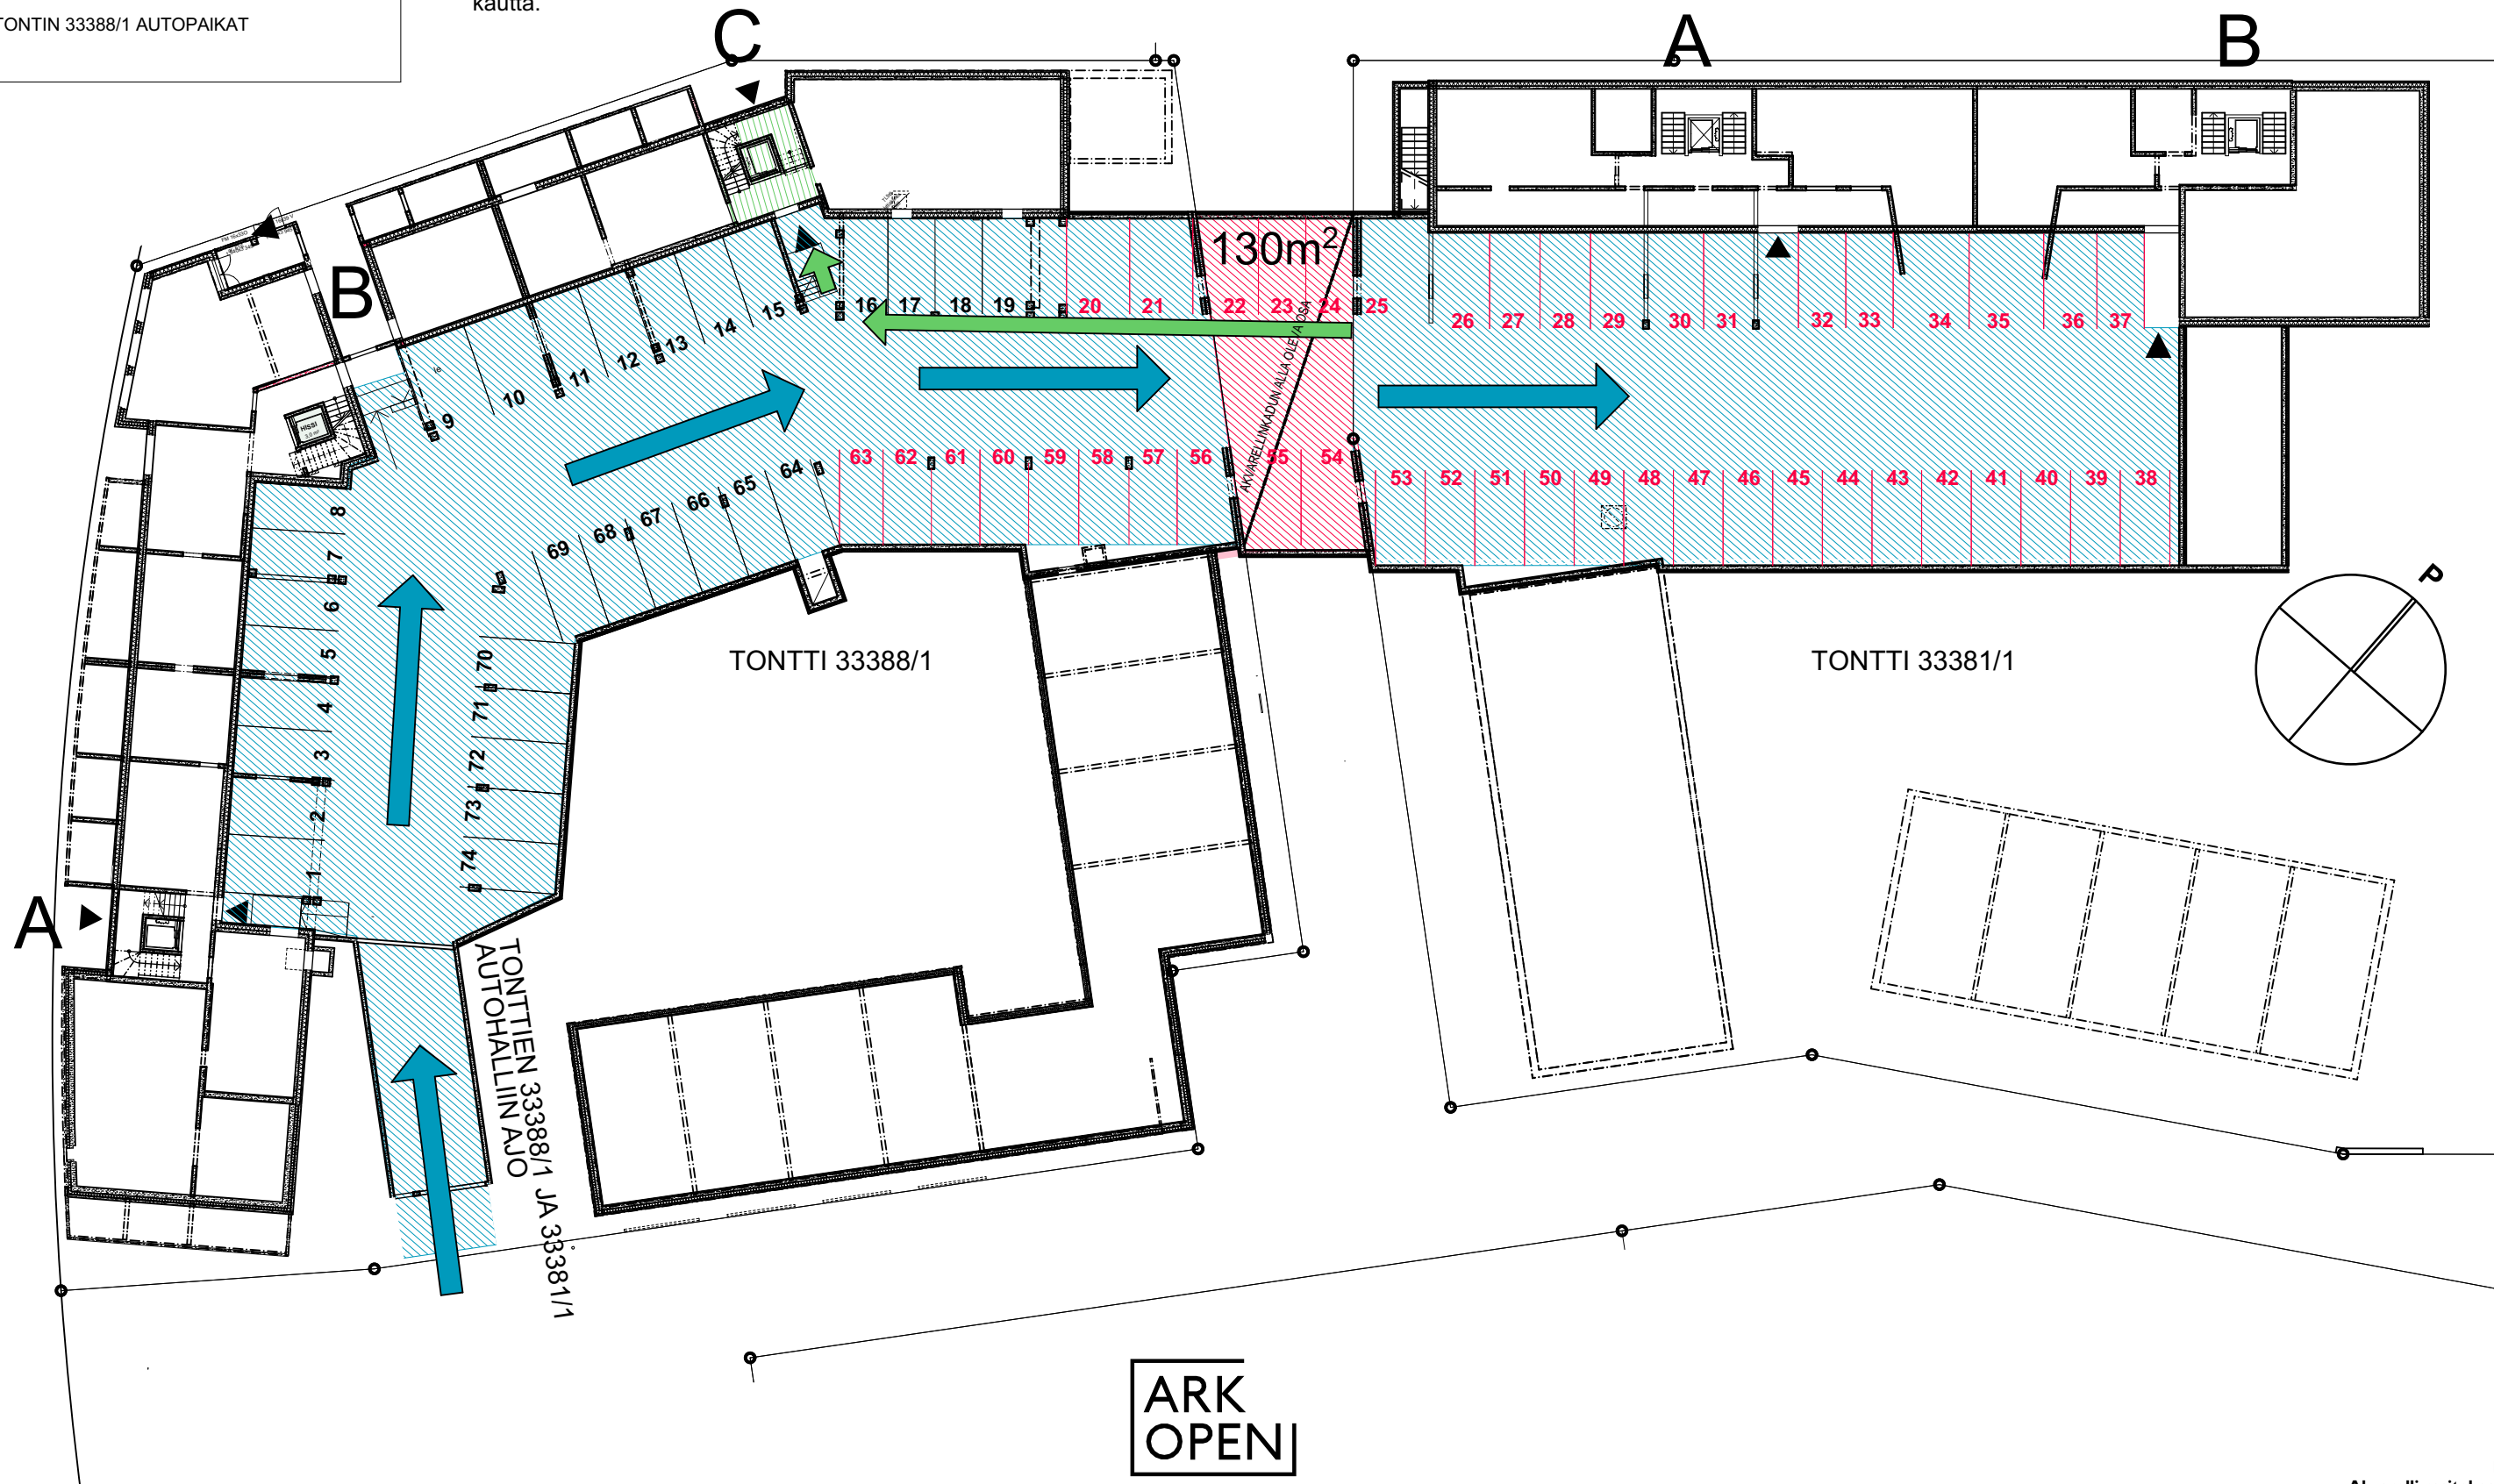 kautta.
TONTIN 33388/1 AUTOPAIKAT
C
A
B
130m²
B
HISSI
16 17 18 19 20 21 22 23 24 25
26 27 28 29 30 31 32 33 34 35 36 37
9 10 11 12 13 14 15
AKVARELLINKADUN ALLA OLEVA OSA
63 62 61 60 59 58 57 56 55 54
53 52 51 50 49 48 47 46 45 44 43 42 41 40 39 38
69 68 67 66 65 64
8
7
6
5
4
3
2
1
70
71
72
73
74
TONTTI 33388/1
TONTTI 33381/1
P
A
TONTTIEN 33388/1 JA 33381/1
AUTOHALLIIN AJO
ARK
OPEN